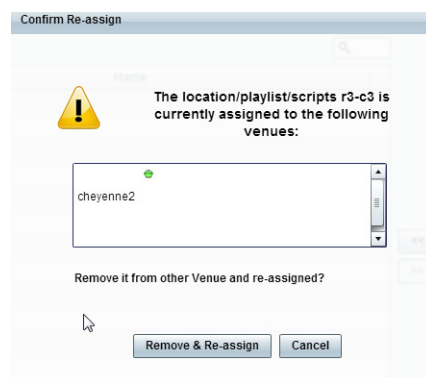 Confirm Re-assign
Name
The location/playlist/scripts r3-c3 is
currently assigned to the following
venues:
cheyenne2
<<
>>
Remove it from other Venue and re-assigned?
Remove & Re-assign
Cancel